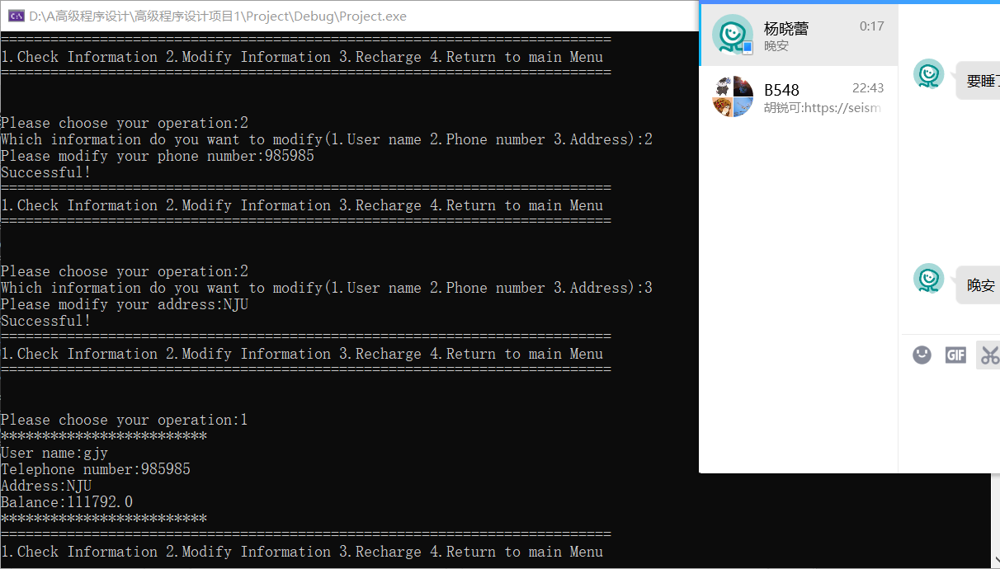 D:\A高级程序设计\高级程序设计项目1\Project\Debug\Project.exe
==========================================================================
1.Check Information 2.Modify Information 3.Recharge 4.Return to main Menu
==========================================================================
Please choose your operation:2
Which information do you want to modify(1.User name 2.Phone number 3.Address):2
Please modify your phone number:985985
Successful!
==========================================================================
1.Check Information 2.Modify Information 3.Recharge 4.Return to main Menu
==========================================================================
Please choose your operation:2
Which information do you want to modify(1.User name 2.Phone number 3.Address):3
Please modify your address:NJU
Successful!
==========================================================================
1.Check Information 2.Modify Information 3.Recharge 4.Return to main Menu
==========================================================================
Please choose your operation:1
*************************
User name:gjy
Telephone number:985985
Address:NJU
Balance:111792.0
*************************
==========================================================================
1.Check Information 2.Modify Information 3.Recharge 4.Return to main Menu
杨晓蕾 0:17
晚安
B548 22:43
胡锐可:https://seism
要睡了
晚安
GIF